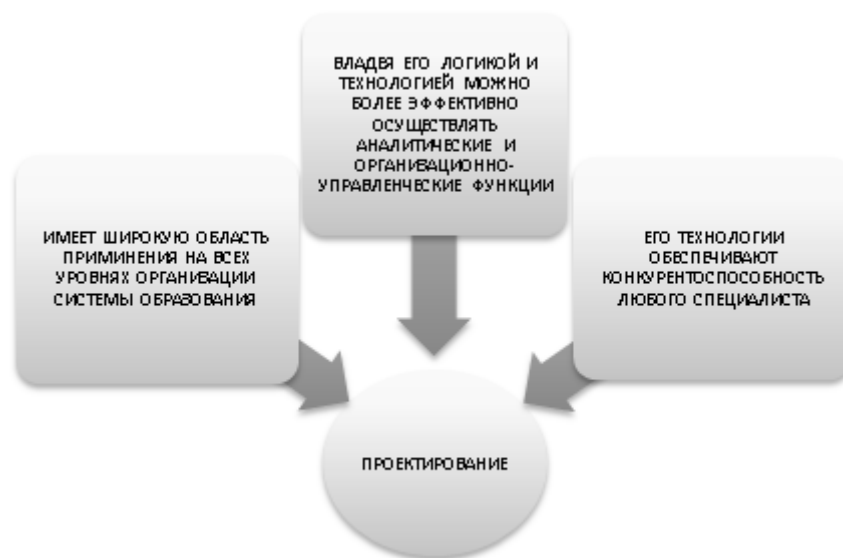 ВЛАДЕЯ ЕГО ЛОГИКОЙ И
ТЕХНОЛОГИЕЙ МОЖНО
БОЛЕЕ ЭФФЕКТИВНО
ОСУЩЕСТВЛЯТЬ
АНАЛИТИЧЕСКИЕ И
ОРГАНИЗАЦИОННО-
УПРАВЛЕНЧЕСКИЕ ФУНКЦИИ
ИМЕЕТ ШИРОКУЮ ОБЛАСТЬ
ПРИМИНЕНИЯ НА ВСЕХ
УРОВНЯХ ОРГАНИЗАЦИИ
СИСТЕМЫ ОБРАЗОВАНИЯ
ЕГО ТЕХНОЛОГИИ
ОБЕСПЕЧИВАЮТ
КОНКУРЕНТОСПОСОБНОСТЬ
ЛЮБОГО СПЕЦИАЛИСТА
ПРОЕКТИРОВАНИЕ